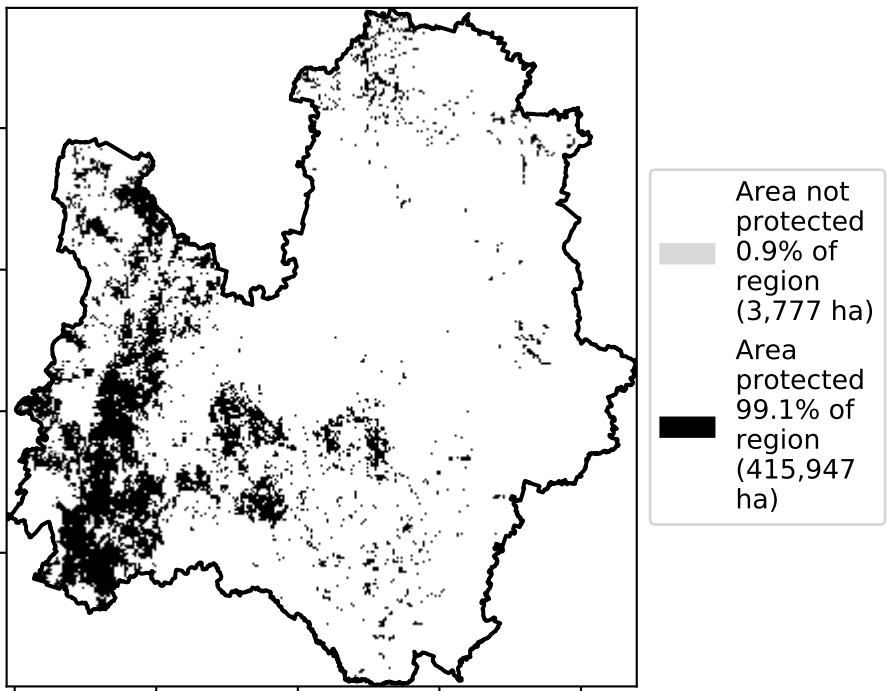 Area not
protected
0.9% of
region
(3,777 ha)
Area
protected
99.1% of
region
(415,947
ha)